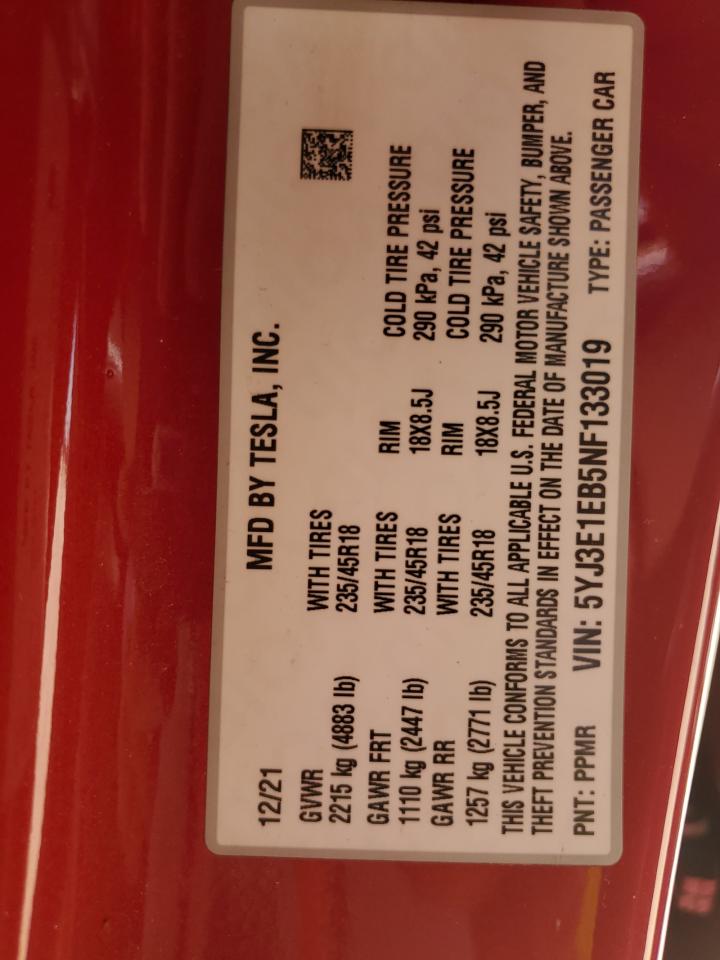 12/21 MFD BY TESLA, INC.
GVWR WITH TIRES
2215 kg (4883 lb) 235/45R18
GAWR FRT WITH TIRES RIM COLD TIRE PRESSURE
1110 kg (2447 lb) 235/45R18 18X8.5J 290 kPa, 42 psi
GAWR RR WITH TIRES RIM COLD TIRE PRESSURE
1257 kg (2771 lb) 235/45R18 18X8.5J 290 kPa, 42 psi
THIS VEHICLE CONFORMS TO ALL APPLICABLE U.S. FEDERAL MOTOR VEHICLE SAFETY, BUMPER, AND
THEFT PREVENTION STANDARDS IN EFFECT ON THE DATE OF MANUFACTURE SHOWN ABOVE.
PNT: PPMR VIN: 5YJ3E1EB5NF133019 TYPE: PASSENGER CAR